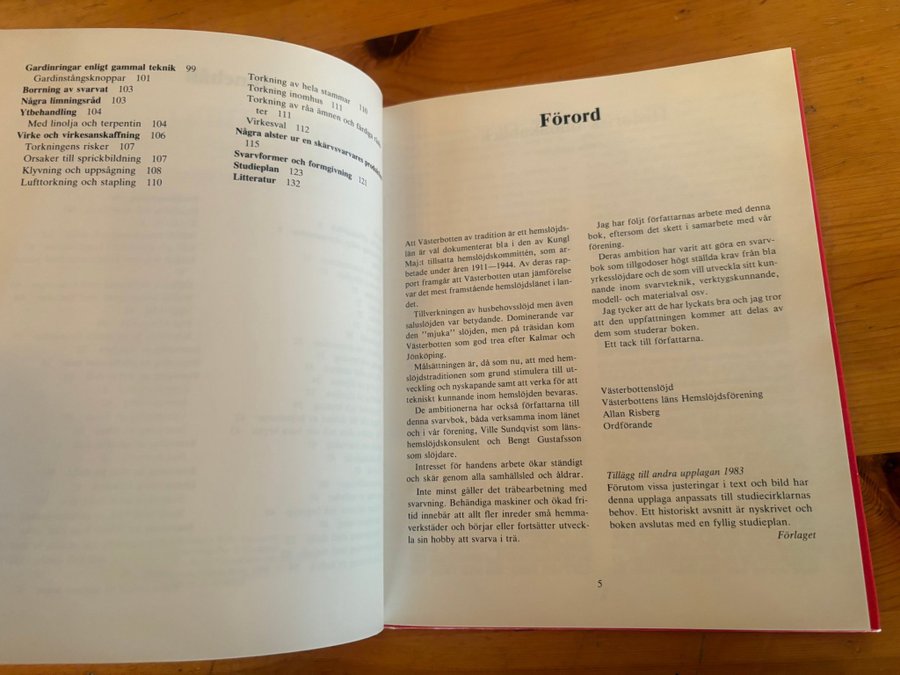 Gardinringar enligt gammal teknik 99
Gardinstångsknoppar 101
Borrning av svarvat 103
Några limningsråd 103
Ytbehandling 104
Med linolja och terpentin 104
Virke och virkesanskaffning 106
Torkningens risker 107
Orsaker till sprickbildning 107
Klyvning och uppsågning 108
Lufttorkning och stapling 110
Torkning av hela stammar 110
Torkning inomhus 111
Torkning av råa ämnen och färdiga
ter 111
Virkesval 112
Några alster ur en skärvsvarvares
115
Svarvformer och formgivning 121
Studieplan 123
Litteratur 132
Förord
Att Västerbotten av tradition är ett hemslöjds-
län är väl dokumenterat bla i den av Kungl
Maj:t tillsatta hemslöjdskommittén, som ar-
betade under åren 1911—1944. Av deras rap-
port framgår att Västerbotten utan jämförelse
var det mest framstående hemslöjdslänet i lan-
det.
Tillverkningen av husbehovsslöjd men även
saluslöjden var betydande. Dominerande var
den "mjuka" slöjden, men på träsidan kom
Västerbotten som god trea efter Kalmar och
Jönköping.
Målsättningen är, då som nu, att med hem-
slöjdstraditionen som grund stimulera till ut-
veckling och nyskapande samt att verka för att
tekniskt kunnande inom hemslöjden bevaras.
De ambitionerna har också författarna till
denna svarvbok, båda verksamma inom länet
och i vår förening, Ville Sundqvist som läns-
hemslöjdskonsulent och Bengt Gustafsson
som slöjdare.
Intresset för handens arbete ökar ständigt
och skär genom alla samhällsled och åldrar.
Inte minst gäller det träbearbetning med
svarvning. Behändiga maskiner och ökad fri-
tid innebär att allt fler inreder små hemma-
verkstäder och börjar eller fortsätter utveck-
la sin hobby att svarva i trä.
Jag har följt författarnas arbete med denna
bok, eftersom det skett i samarbete med vår
förening.
Deras ambition har varit att göra en svarv-
bok som tillgodoser högt ställda krav från bla
yrkesslöjdare och de som vill utveckla sitt kun-
nande inom svarvteknik, verktygskunnande,
modell- och materialval osv.
Jag tycker att de har lyckats bra och jag tror
att den uppfattningen kommer att delas av
dem som studerar boken.
Ett tack till författarna.
Västerbottenslöjd
Västerbottens läns Hemslöjdsförening
Allan Risberg
Ordförande
Tillägg till andra upplagan 1983
Förutom vissa justeringar i text och bild har
denna upplaga anpassats till studiecirklarnas
behov. Ett historiskt avsnitt är nyskrivet och
boken avslutas med en fyllig studieplan.
Förlaget
5